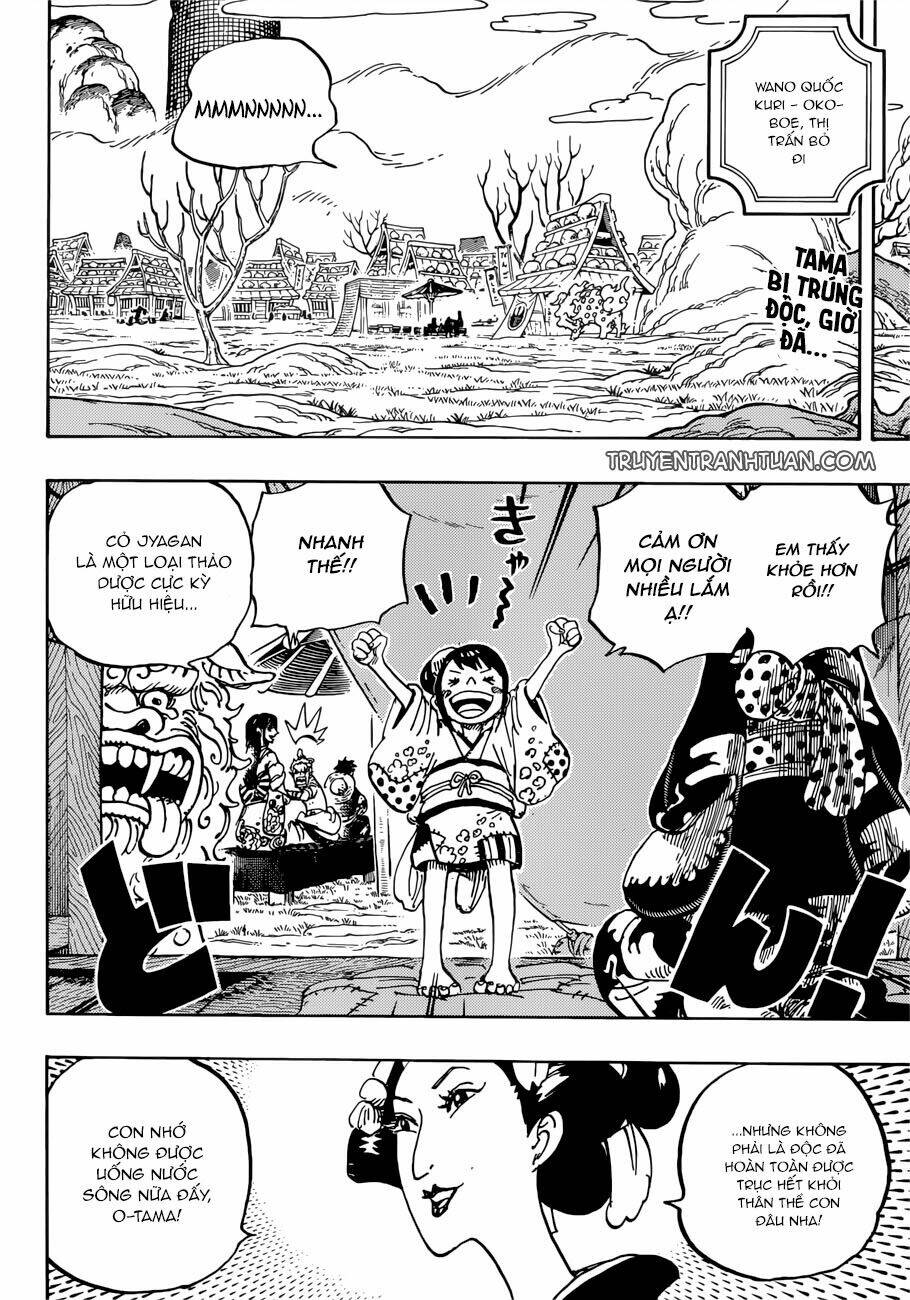 WANO QUỐC
KURI - OKO-
BOE, THỊ
TRẤN BỎ
ĐI
MMMNNNNN...
TAMA
BỊ TRÚNG
ĐỘC, GIỜ
ĐÃ...
TRUYENTRANHTUAN.COM
EM THẤY
KHỎE HƠN
RỒI!!
CẢM ƠN
MỌI NGƯỜI
NHIỀU LẮM
Ạ!!
きゃ〜
NHANH
THẾ!!
CỎ JYAGAN
LÀ MỘT LOẠI THẢO
DƯỢC CỰC KỲ
HỮU HIỆU...
どん!
...NHƯNG KHÔNG
PHẢI LÀ ĐỘC ĐÃ
HOÀN TOÀN ĐƯỢC
TRỤC HẾT KHỎI
THÂN THỂ CON
ĐÂU NHA!
CON NHỚ
KHÔNG ĐƯỢC
UỐNG NƯỚC
SÔNG NỮA ĐẤY,
O-TAMA!